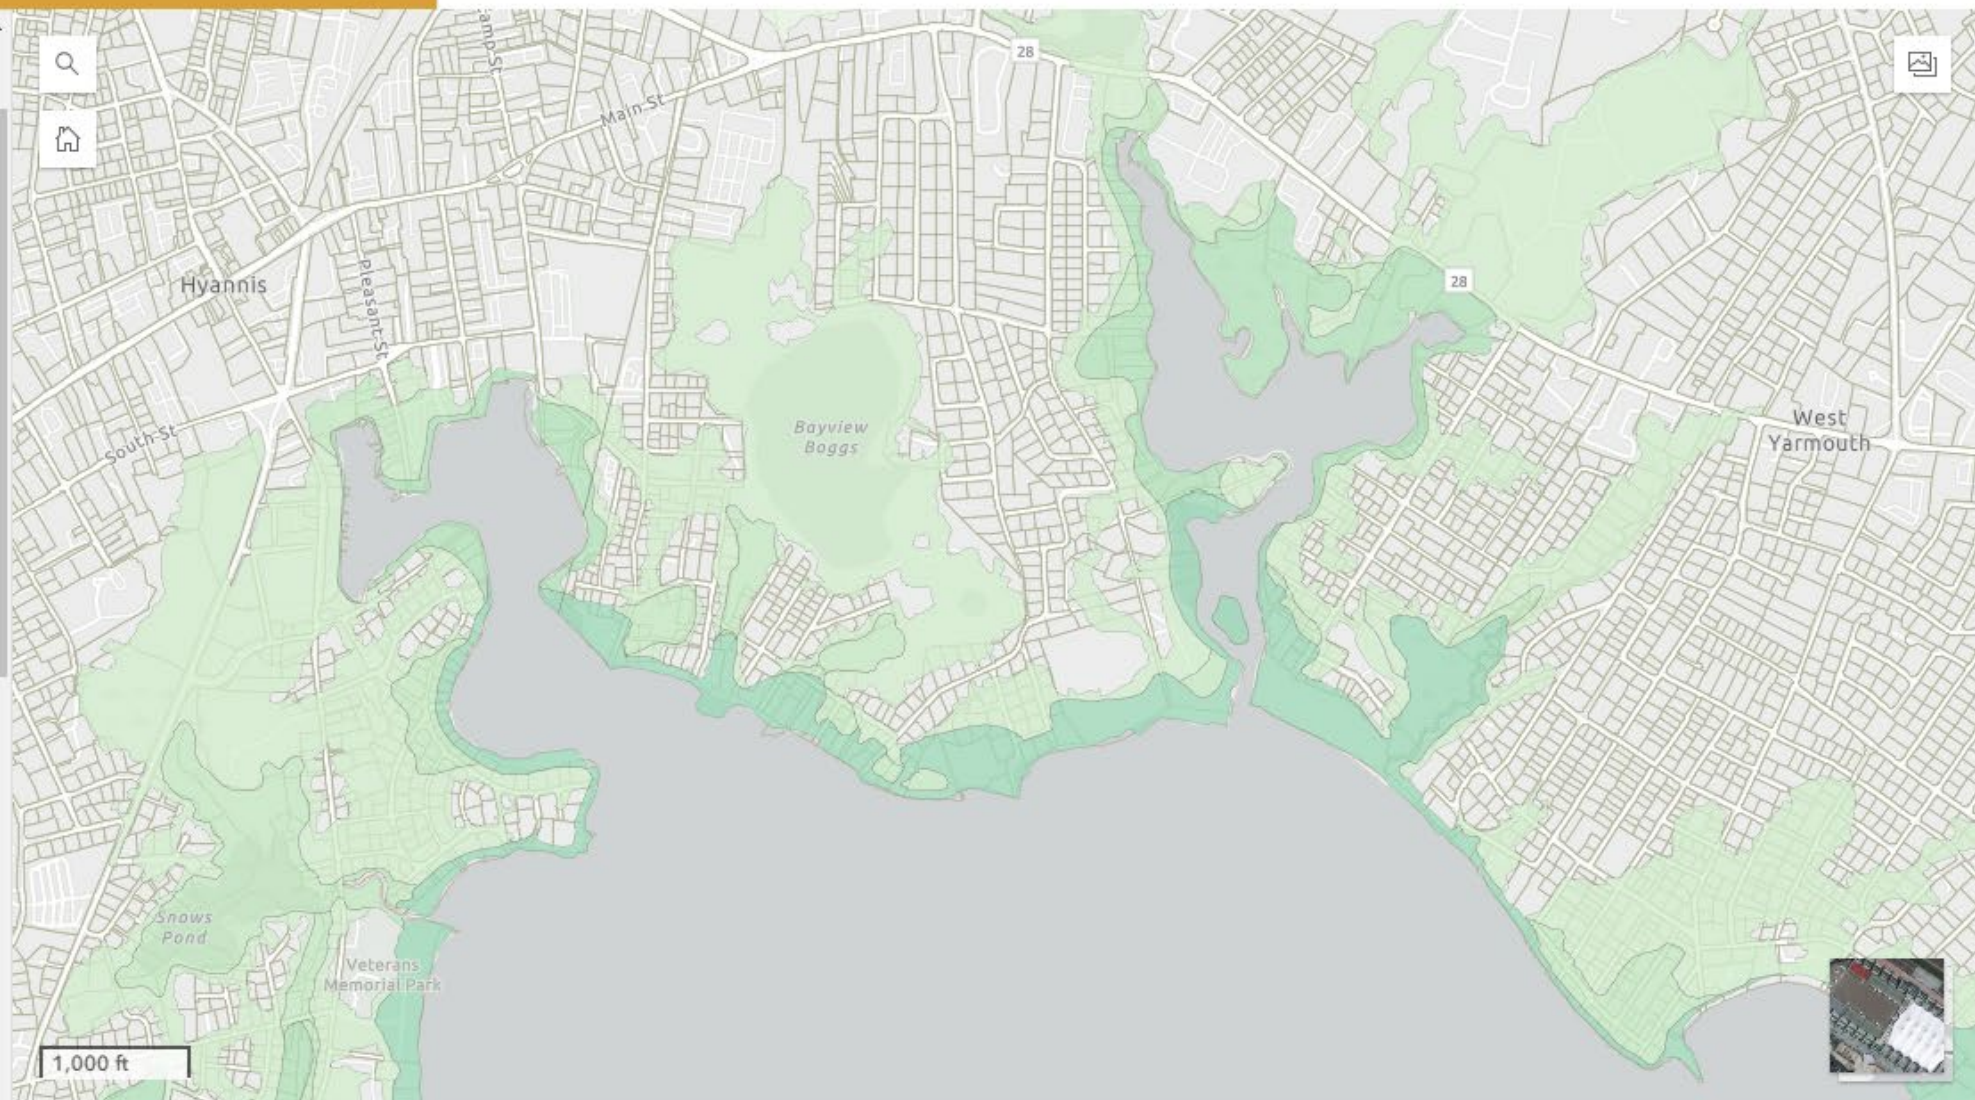 28
Main St
Hyannis
Pleasant St
28
South St
Bayview
Boggs
West
Yarmouth
Snows
Pond
Veterans
Memorial Park
1,000 ft